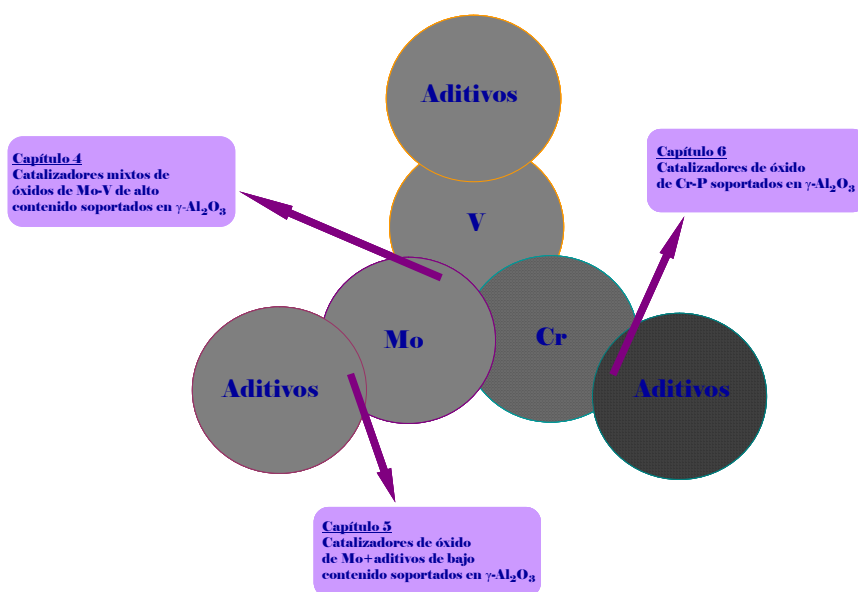 Aditivos
Capítulo 4
Catalizadores mixtos de
óxidos de Mo-V de alto
contenido soportados en γ-Al₂O₃
Capítulo 6
Catalizadores de óxido
de Cr-P soportados en γ-Al₂O₃
V
Mo
Cr
Aditivos
Aditivos
Capítulo 5
Catalizadores de óxido
de Mo+aditivos de bajo
contenido soportados en γ-Al₂O₃